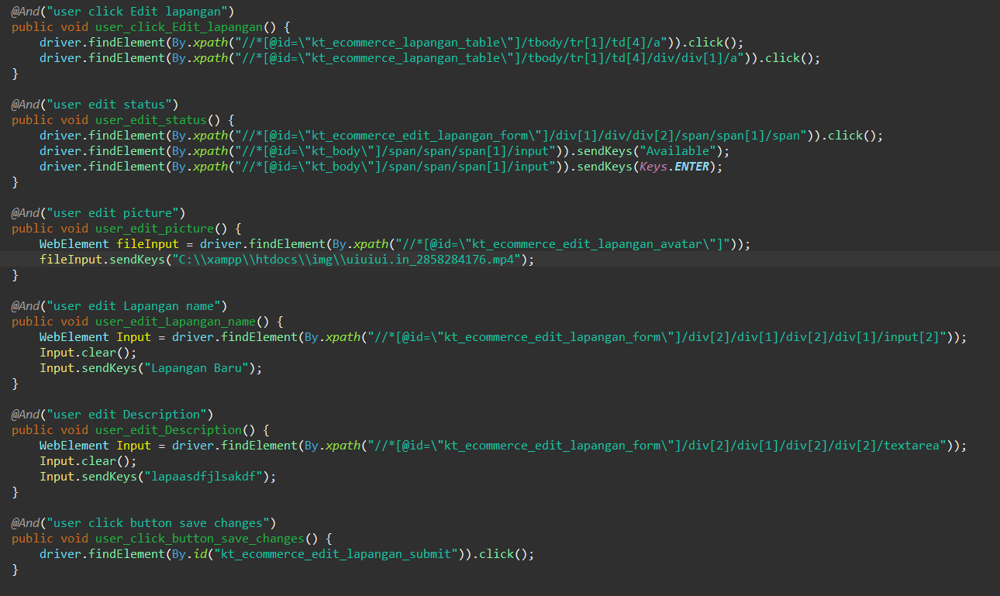 @And("user click Edit lapangan")
public void user_click_Edit_lapangan() {
    driver.findElement(By.xpath("//*[@id=\"kt_ecommerce_lapangan_table\"]/tbody/tr[1]/td[4]/a")).click();
    driver.findElement(By.xpath("//*[@id=\"kt_ecommerce_lapangan_table\"]/tbody/tr[1]/td[4]/div/div[1]/a")).click();
}

@And("user edit status")
public void user_edit_status() {
    driver.findElement(By.xpath("//*[@id=\"kt_ecommerce_edit_lapangan_form\"]/div[1]/div/div[2]/span/span[1]/span")).click();
    driver.findElement(By.xpath("//*[@id=\"kt_body\"]/span/span/span[1]/input")).sendKeys("Available");
    driver.findElement(By.xpath("//*[@id=\"kt_body\"]/span/span/span[1]/input")).sendKeys(Keys.ENTER);
}

@And("user edit picture")
public void user_edit_picture() {
    WebElement fileInput = driver.findElement(By.xpath("//*[@id=\"kt_ecommerce_edit_lapangan_avatar\"]"));
    fileInput.sendKeys("C:\\xampp\\htdocs\\img\\uiuiui.in_2858284176.mp4");
}

@And("user edit Lapangan name")
public void user_edit_Lapangan_name() {
    WebElement Input = driver.findElement(By.xpath("//*[@id=\"kt_ecommerce_edit_lapangan_form\"]/div[2]/div[1]/div[2]/div[1]/input[2]"));
    Input.clear();
    Input.sendKeys("Lapangan Baru");
}

@And("user edit Description")
public void user_edit_Description() {
    WebElement Input = driver.findElement(By.xpath("//*[@id=\"kt_ecommerce_edit_lapangan_form\"]/div[2]/div[1]/div[2]/div[2]/textarea"));
    Input.clear();
    Input.sendKeys("lapaasdfjlsakdf");
}

@And("user click button save changes")
public void user_click_button_save_changes() {
    driver.findElement(By.id("kt_ecommerce_edit_lapangan_submit")).click();
}